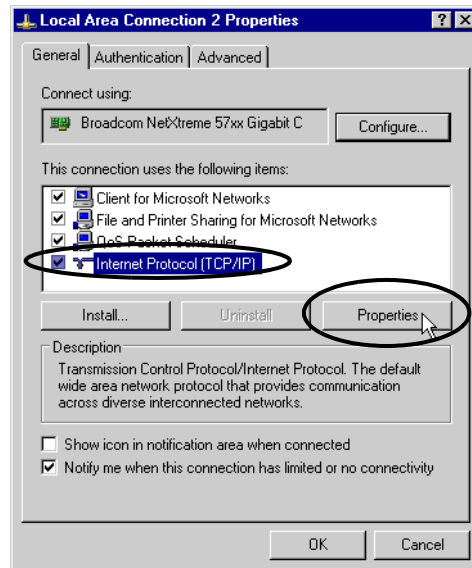 Local Area Connection 2 Properties
General Authentication Advanced
Connect using:
Broadcom NetXtreme 57xx Gigabit C
Configure...
This connection uses the following items:
Client for Microsoft Networks
File and Printer Sharing for Microsoft Networks
QoS Packet Scheduler
Internet Protocol (TCP/IP)
Install... Uninstall Properties
Description
Transmission Control Protocol/Internet Protocol. The default
wide area network protocol that provides communication
across diverse interconnected networks.
Show icon in notification area when connected
Notify me when this connection has limited or no connectivity
OK Cancel